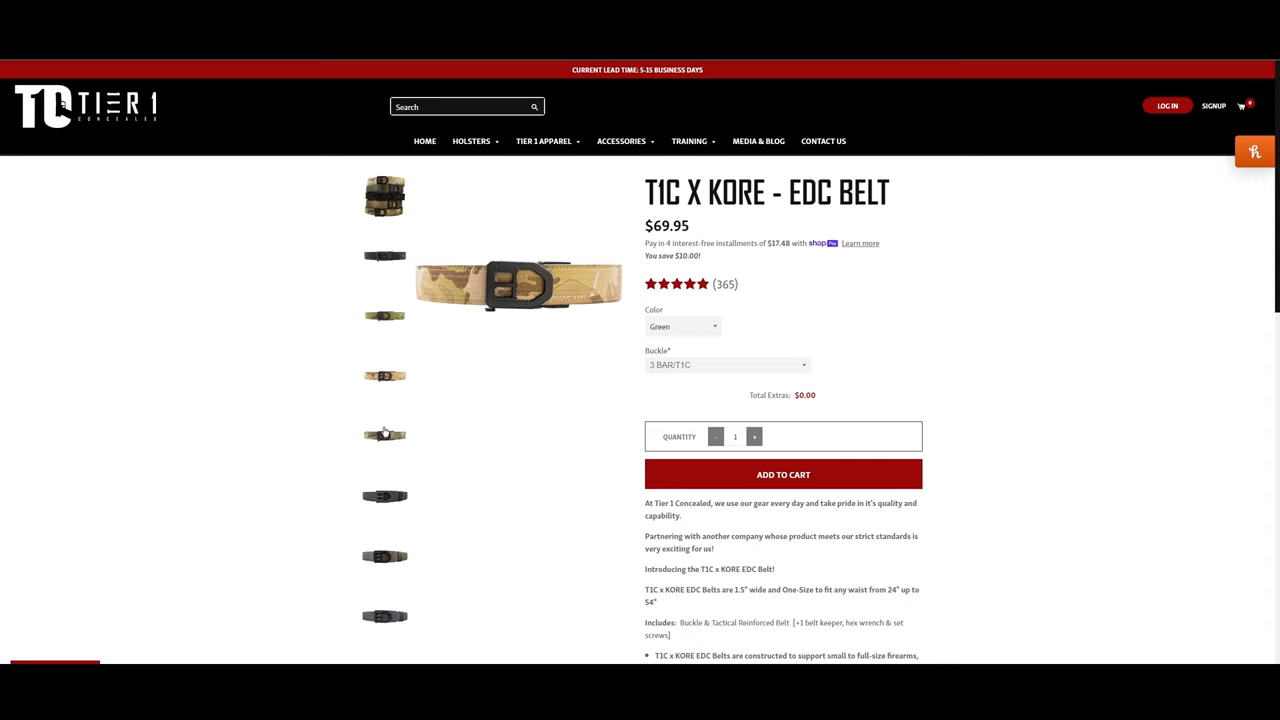 CURRENT LEAD TIME: 5-15 BUSINESS DAYS
T1C TIER 1
CONCEALED
Search
LOG IN
SIGNUP
0
HOME
HOLSTERS
TIER 1 APPAREL
ACCESSORIES
TRAINING
MEDIA & BLOG
CONTACT US
h
T1C X KORE - EDC BELT
$69.95
Pay in 4 interest-free installments of $17.48 with shop Pay Learn more
You save $10.00!
(365)
Color
Green
Buckle*
3 BAR/T1C
Total Extras: $0.00
QUANTITY - 1 +
ADD TO CART
At Tier 1 Concealed, we use our gear every day and take pride in it's quality and
capability.
Partnering with another company whose product meets our strict standards is
very exciting for us!
Introducing the T1C x KORE EDC Belt!
T1C x KORE EDC Belts are 1.5" wide and One-Size to fit any waist from 24" up to
54"
Includes: Buckle & Tactical Reinforced Belt [+1 belt keeper, hex wrench & set
screws]
• T1C x KORE EDC Belts are constructed to support small to full-size firearms,